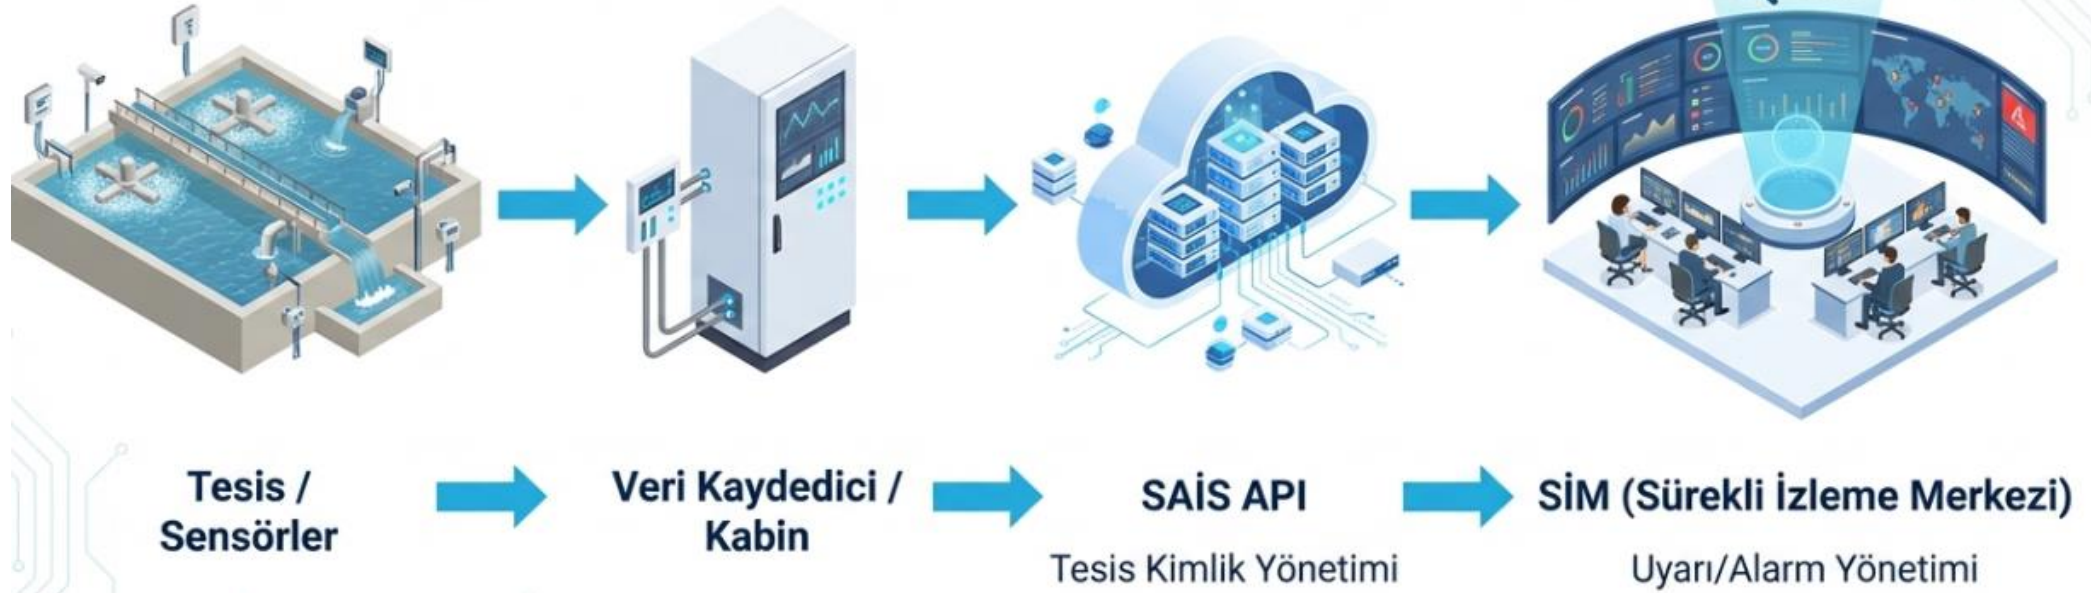 Tesis /
Sensörler
Veri Kaydedici /
Kabin
SAİS API
Tesis Kimlik Yönetimi
SİM (Sürekli İzleme Merkezi)
Uyarı/Alarm Yönetimi